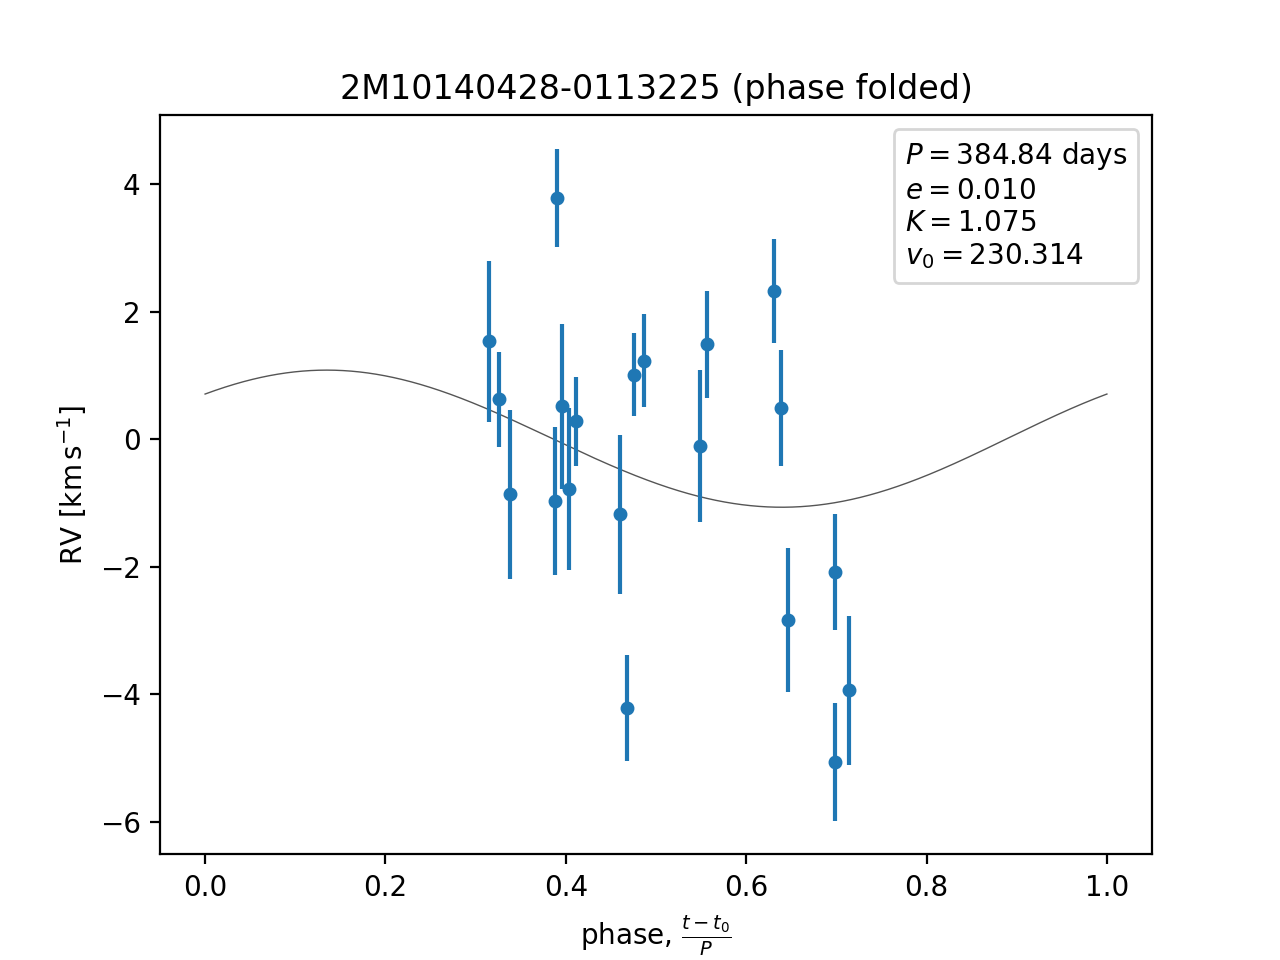 2M10140428-0113225 (phase folded)
P = 384.84 days
e = 0.010
K = 1.075
v₀ = 230.314
4
2
0
−2
−4
−6
RV [km s⁻¹]
0.0 0.2 0.4 0.6 0.8 1.0
phase, (t − t₀)/P